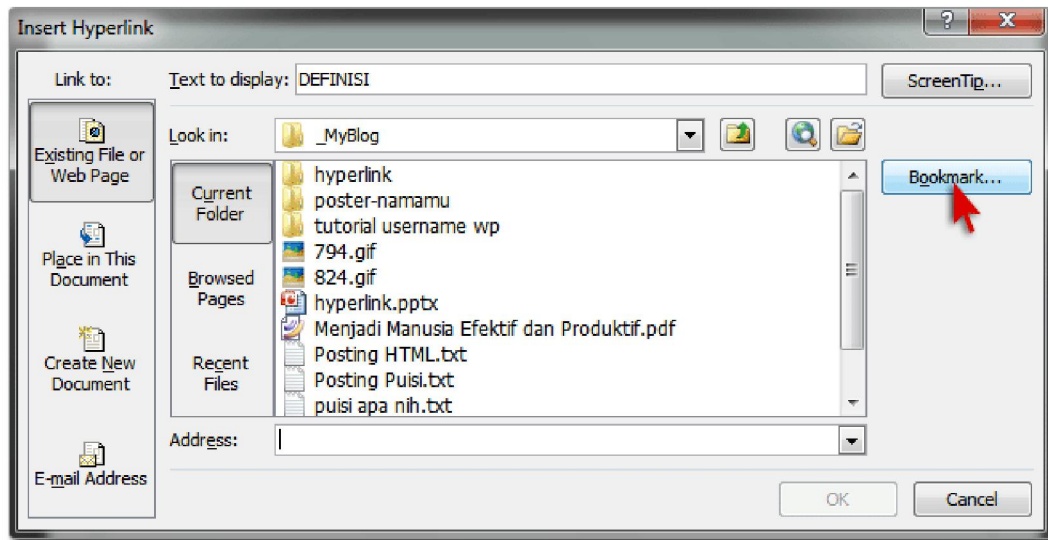 Insert Hyperlink
Link to:
Text to display: DEFINISI
ScreenTip...
Existing File or
Web Page
Place in This
Document
Create New
Document
E-mail Address
Look in: _MyBlog
Current
Folder
Browsed
Pages
Recent
Files
hyperlink
poster-namamu
tutorial username wp
794.gif
824.gif
hyperlink.pptx
Menjadi Manusia Efektif dan Produktif.pdf
Posting HTML.txt
Posting Puisi.txt
puisi apa nih.txt
Bookmark...
Address:
OK Cancel